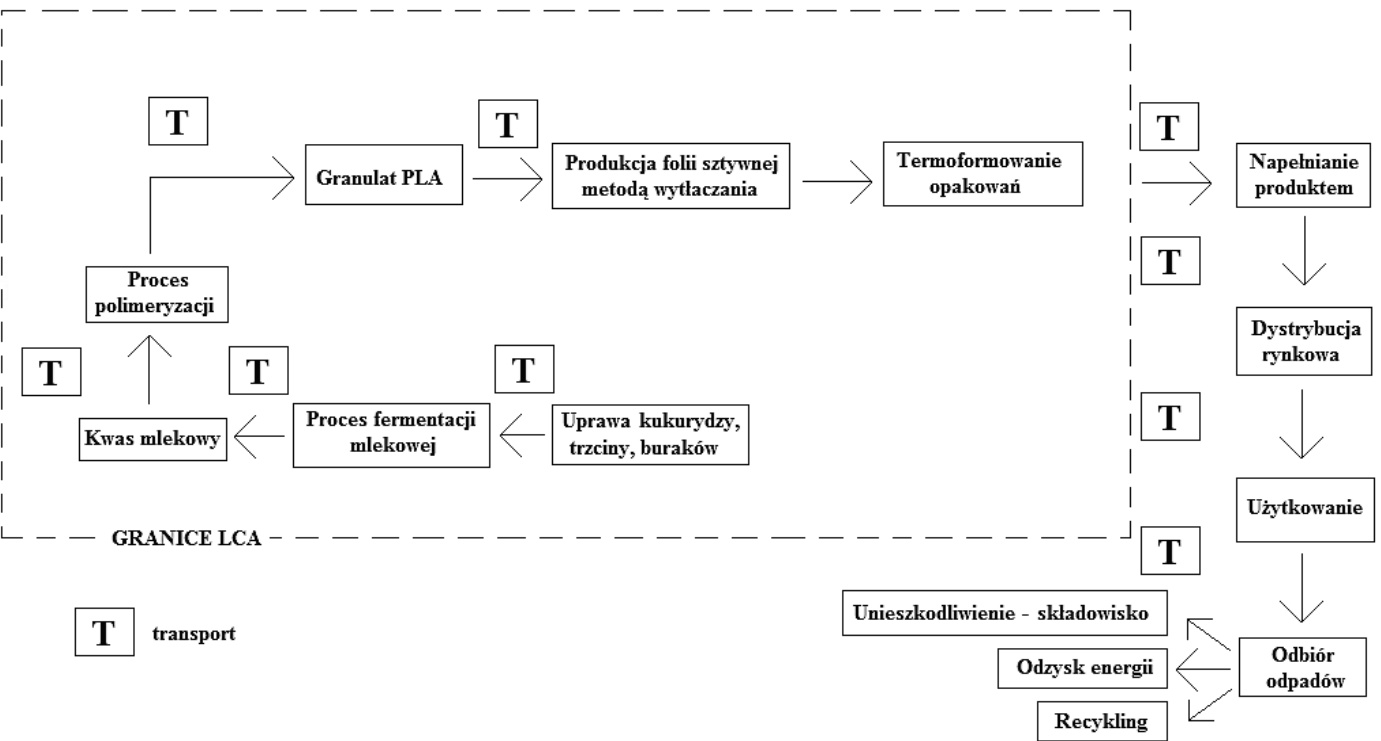 T
T
T
Granulat PLA
Produkcja folii sztywnej
metodą wytłaczania
Termoformowanie
opakowań
Napełnianie
produktem
T
Proces
polimeryzacji
Dystrybucja
rynkowa
T
T
T
Kwas mlekowy
Proces fermentacji
mlekowej
Uprawa kukurydzy,
trzciny, buraków
T
Użytkowanie
GRANICE LCA
T
T
transport
Unieszkodliwienie - składowisko
Odzysk energii
Recykling
Odbiór
odpadów